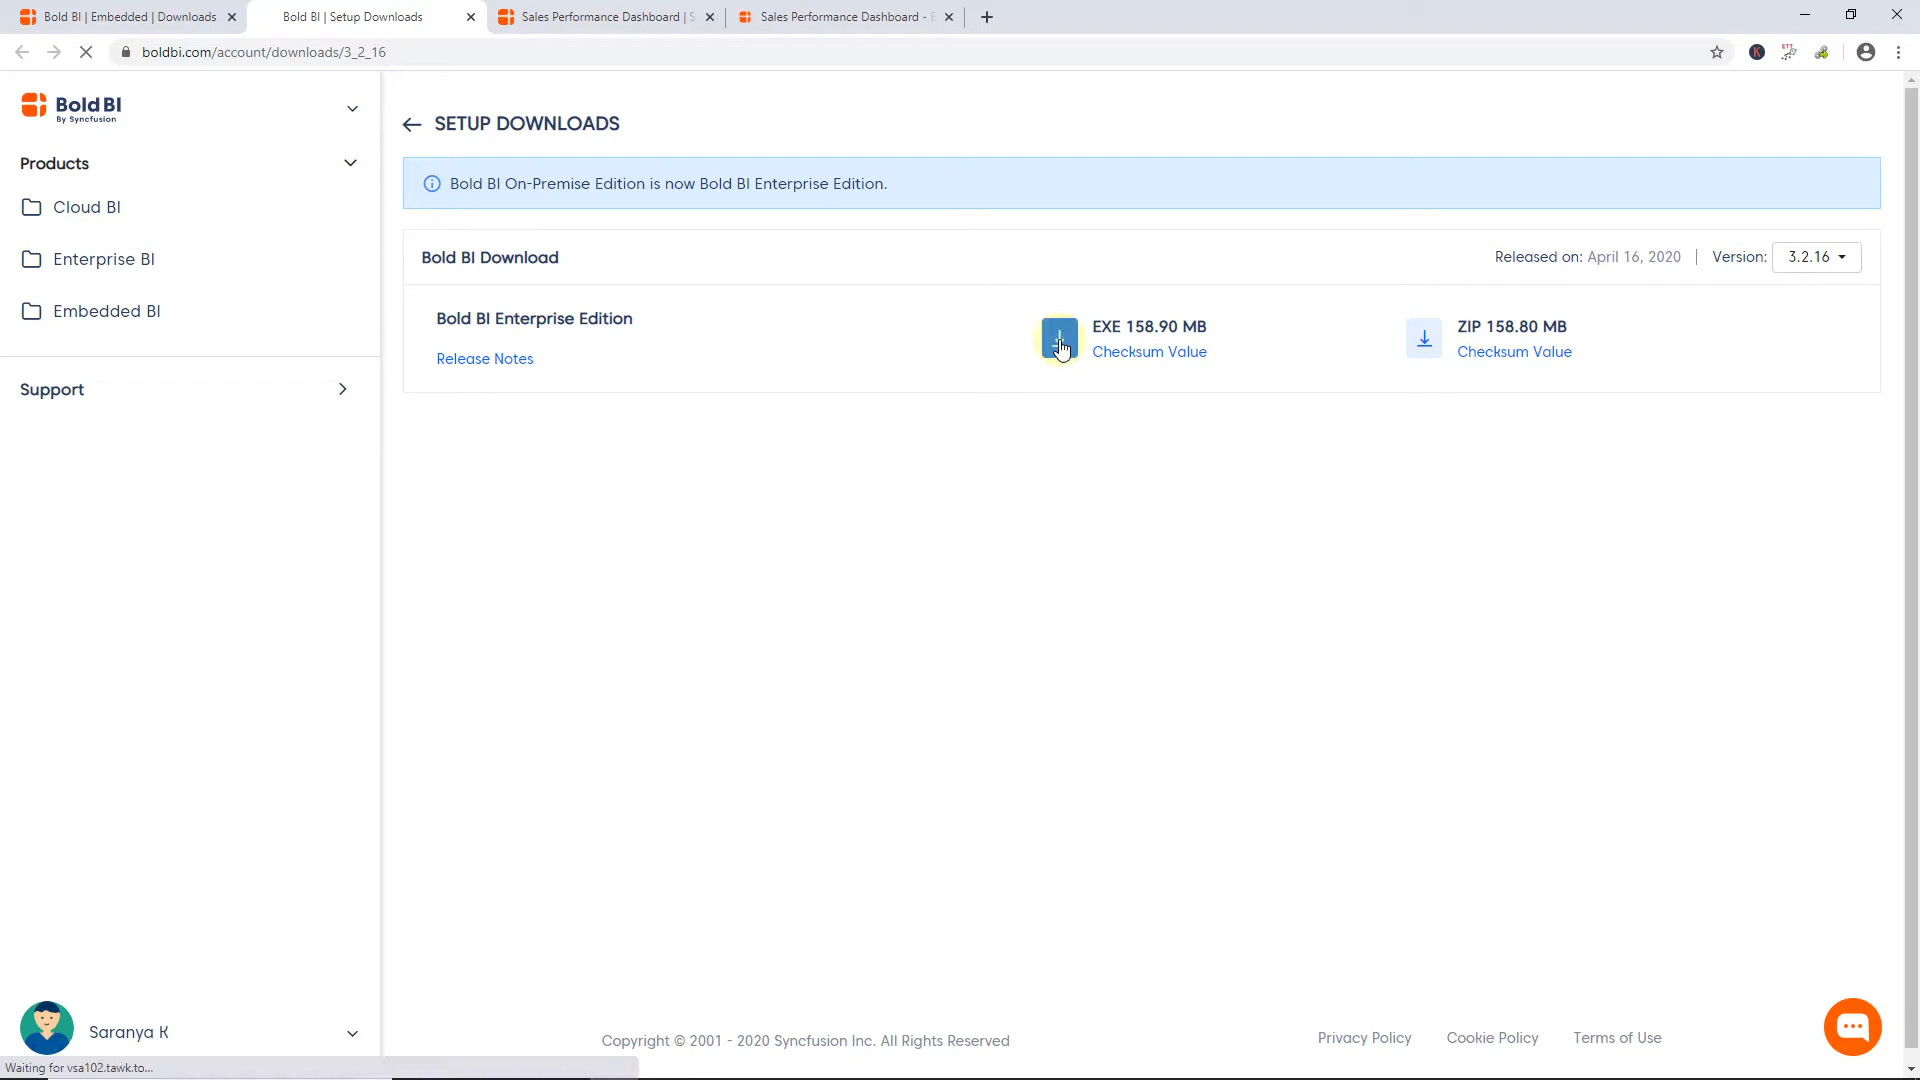 Bold BI | Embedded | Downloads
Bold BI | Setup Downloads
Sales Performance Dashboard | S
Sales Performance Dashboard - E
boldbi.com/account/downloads/3_2_16
Bold BI
By Syncfusion
Products
Cloud BI
Enterprise BI
Embedded BI
Support
SETUP DOWNLOADS
Bold BI On-Premise Edition is now Bold BI Enterprise Edition.
Bold BI Download
Released on: April 16, 2020 | Version: 3.2.16
Bold BI Enterprise Edition
Release Notes
EXE 158.90 MB
Checksum Value
ZIP 158.80 MB
Checksum Value
Saranya K
Copyright © 2001 - 2020 Syncfusion Inc. All Rights Reserved
Privacy Policy
Cookie Policy
Terms of Use
Waiting for vsa102.tawk.to...